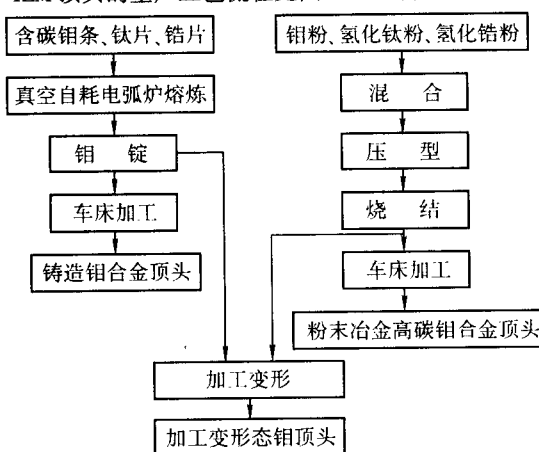 含碳钼条、钛片、锆片
真空自耗电弧炉熔炼
钼 锭
车床加工
铸造钼合金顶头
钼粉、氢化钛粉、氢化锆粉
混 合
压 型
烧 结
车床加工
粉末冶金高碳钼合金顶头
加工变形
加工变形态钼顶头